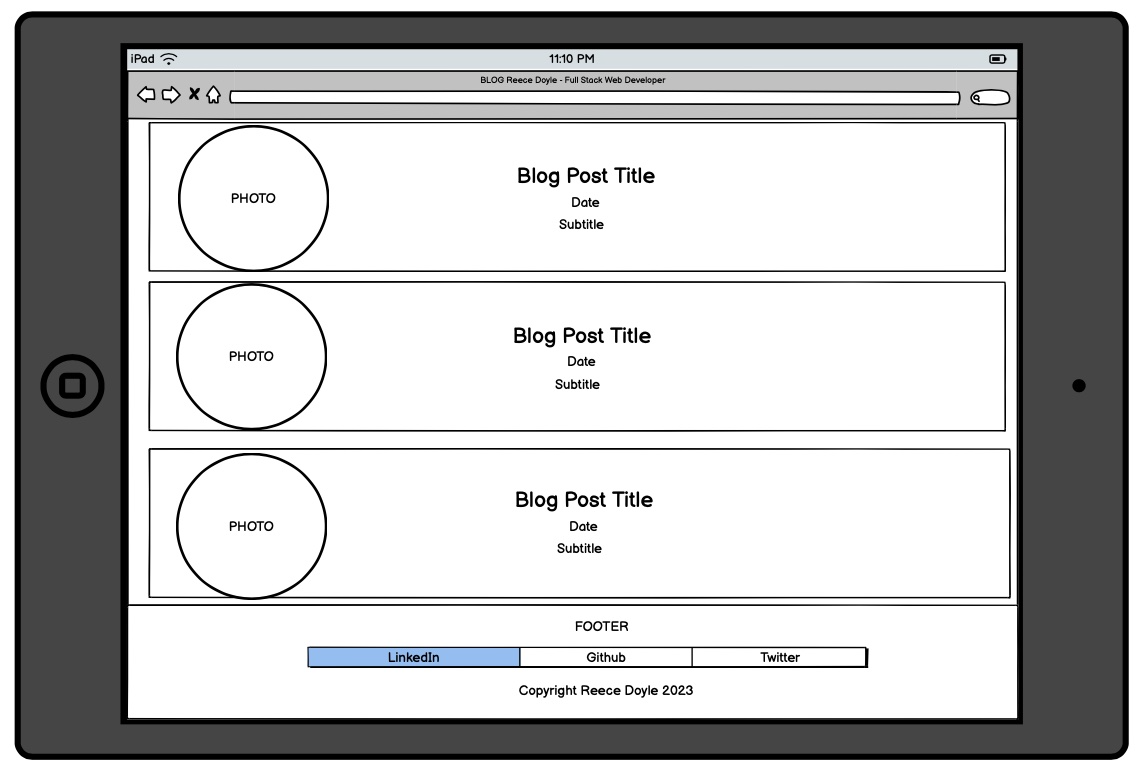 iPad 11:10 PM
BLOG Reece Doyle - Full Stack Web Developer
PHOTO
Blog Post Title
Date
Subtitle
PHOTO
Blog Post Title
Date
Subtitle
PHOTO
Blog Post Title
Date
Subtitle
FOOTER
LinkedIn Github Twitter
Copyright Reece Doyle 2023